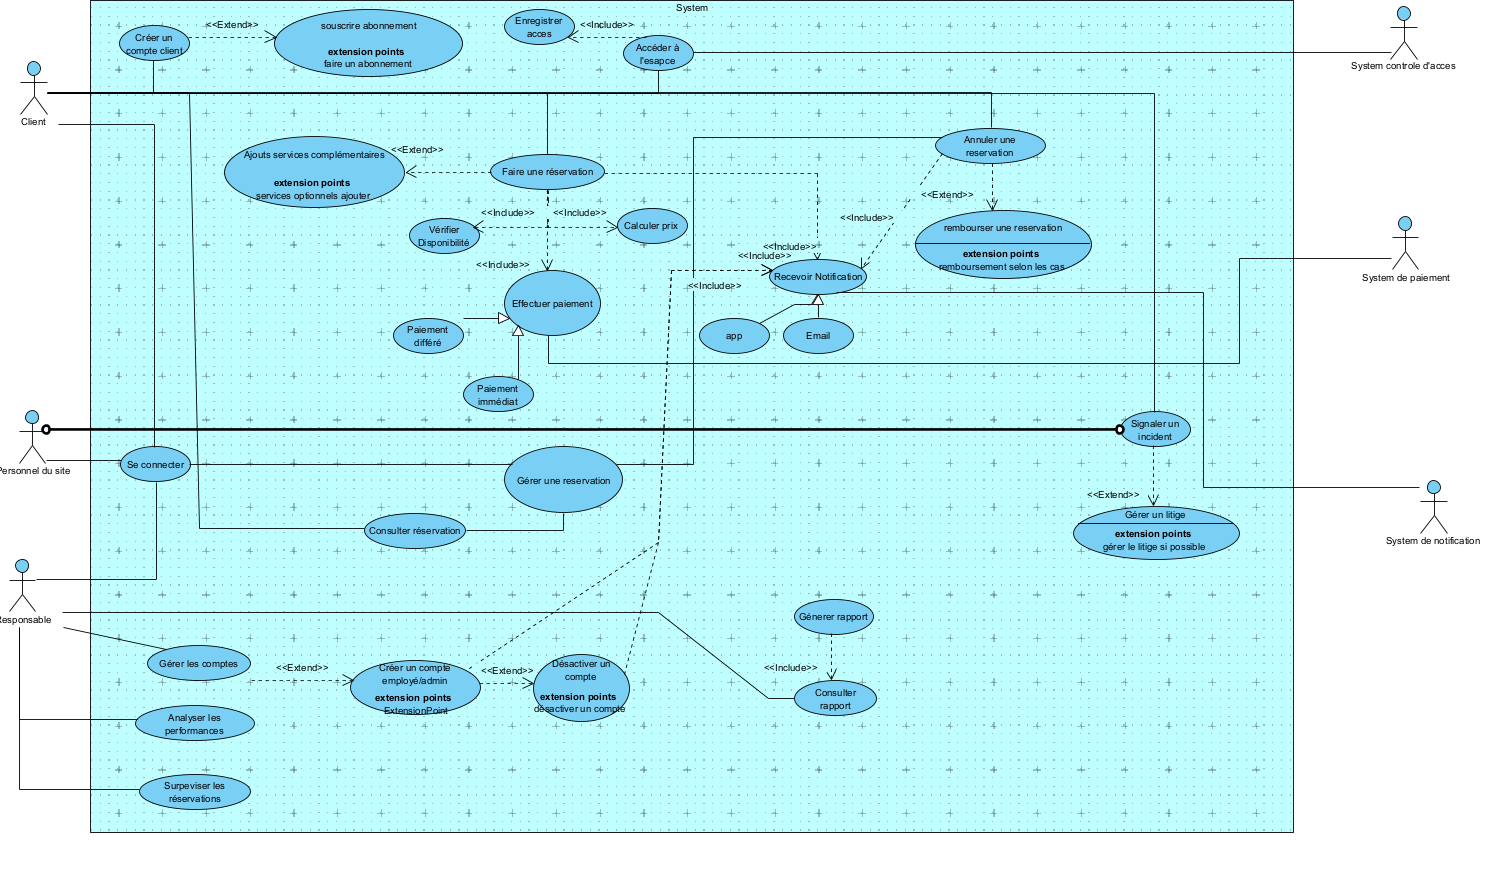 System
Créer un
compte client
<<Extend>>
souscrire abonnement
extension points
faire un abonnement
Enregistrer
acces
<<Include>>
Accéder à
l'esapce
System controle d'acces
Client
Ajouts services complémentaires
extension points
services optionnels ajouter
<<Extend>>
Faire une réservation
Annuler une
reservation
<<Extend>>
<<Include>>
<<Include>>
<<Include>>
Vérifier
Disponibilité
Calculer prix
rembourser une reservation
extension points
remboursement selon les cas
<<Include>>
<<Include>>
<<Include>>
<<Include>>
Recevoir Notification
System de paiement
Effectuer paiement
Paiement
différé
app
Email
Paiement
immédiat
Signaler un
incident
Personnel du site
Se connecter
Gérer une reservation
<<Extend>>
Gérer un litige
extension points
gérer le litige si possible
Consulter réservation
System de notification
Responsable
Génerer rapport
Gérer les comptes
<<Extend>>
Créer un compte
employé/admin
extension points
ExtensionPoint
<<Extend>>
Désactiver un
compte
extension points
désactiver un compte
<<Include>>
Consulter
rapport
Analyser les
performances
Surpeviser les
réservations